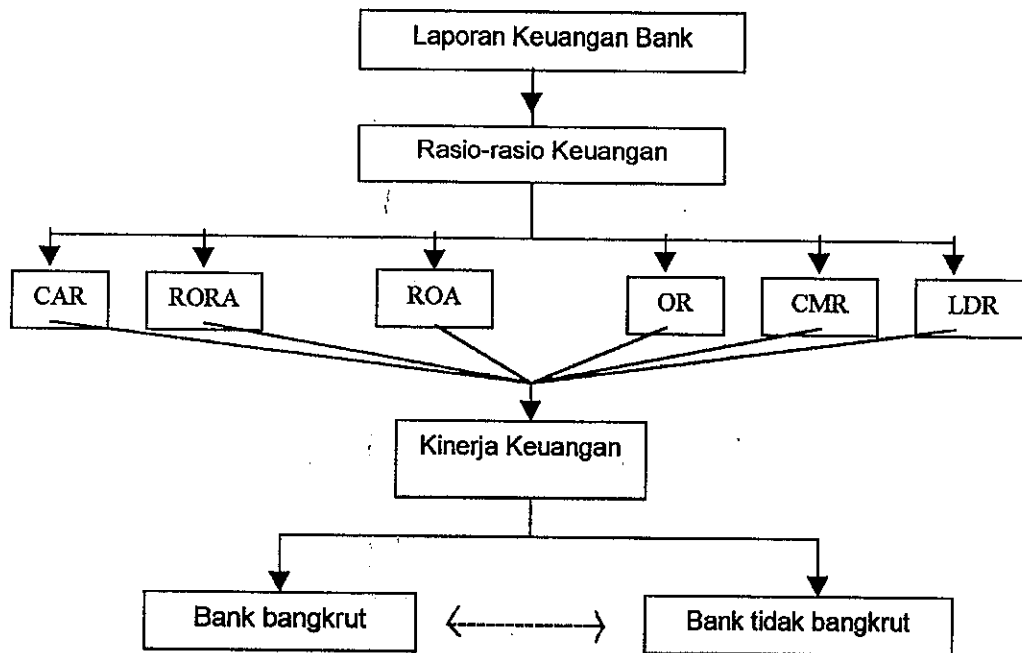 Laporan Keuangan Bank
Rasio-rasio Keuangan
CAR
RORA
ROA
OR
CMR
LDR
Kinerja Keuangan
Bank bangkrut
Bank tidak bangkrut